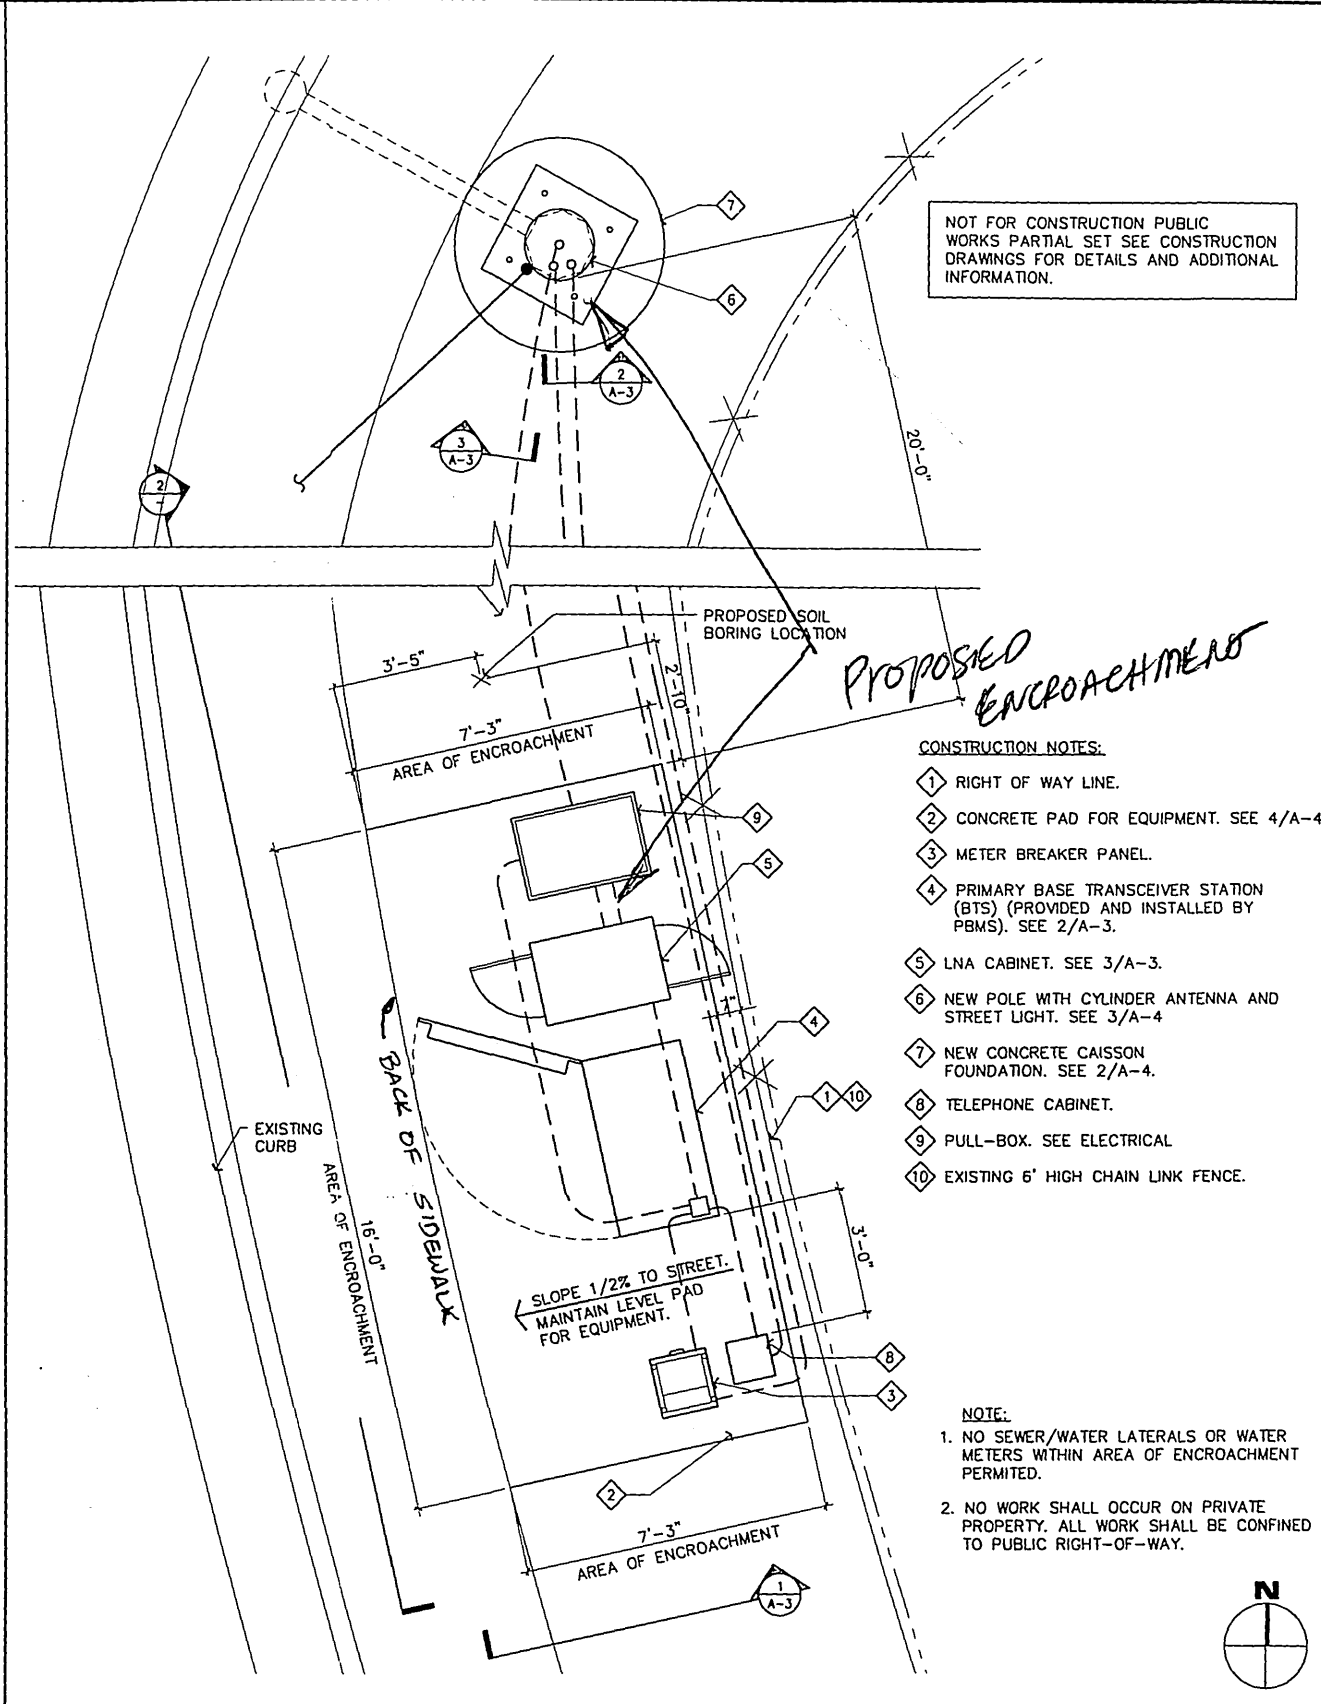 NOT FOR CONSTRUCTION PUBLIC
WORKS PARTIAL SET SEE CONSTRUCTION
DRAWINGS FOR DETAILS AND ADDITIONAL
INFORMATION.
7
6
2
A-3
3
A-3
2
-
20'-0"
PROPOSED SOIL
BORING LOCATION
PROPOSED
ENCROACHMENT
3'-5"
2'-10"
7'-3"
AREA OF ENCROACHMENT
9
5
7"
4
1
10
BACK OF SIDEWALK
EXISTING
CURB
16'-0"
AREA OF ENCROACHMENT
3'-0"
SLOPE 1/2% TO STREET.
MAINTAIN LEVEL PAD
FOR EQUIPMENT.
8
3
2
7'-3"
AREA OF ENCROACHMENT
1
A-3
CONSTRUCTION NOTES:
1 RIGHT OF WAY LINE.
2 CONCRETE PAD FOR EQUIPMENT. SEE 4/A-4
3 METER BREAKER PANEL.
4 PRIMARY BASE TRANSCEIVER STATION
(BTS) (PROVIDED AND INSTALLED BY
PBMS). SEE 2/A-3.
5 LNA CABINET. SEE 3/A-3.
6 NEW POLE WITH CYLINDER ANTENNA AND
STREET LIGHT. SEE 3/A-4
7 NEW CONCRETE CAISSON
FOUNDATION. SEE 2/A-4.
8 TELEPHONE CABINET.
9 PULL-BOX. SEE ELECTRICAL
10 EXISTING 6' HIGH CHAIN LINK FENCE.
NOTE:
1. NO SEWER/WATER LATERALS OR WATER
METERS WITHIN AREA OF ENCROACHMENT
PERMITED.
2. NO WORK SHALL OCCUR ON PRIVATE
PROPERTY. ALL WORK SHALL BE CONFINED
TO PUBLIC RIGHT-OF-WAY.
N